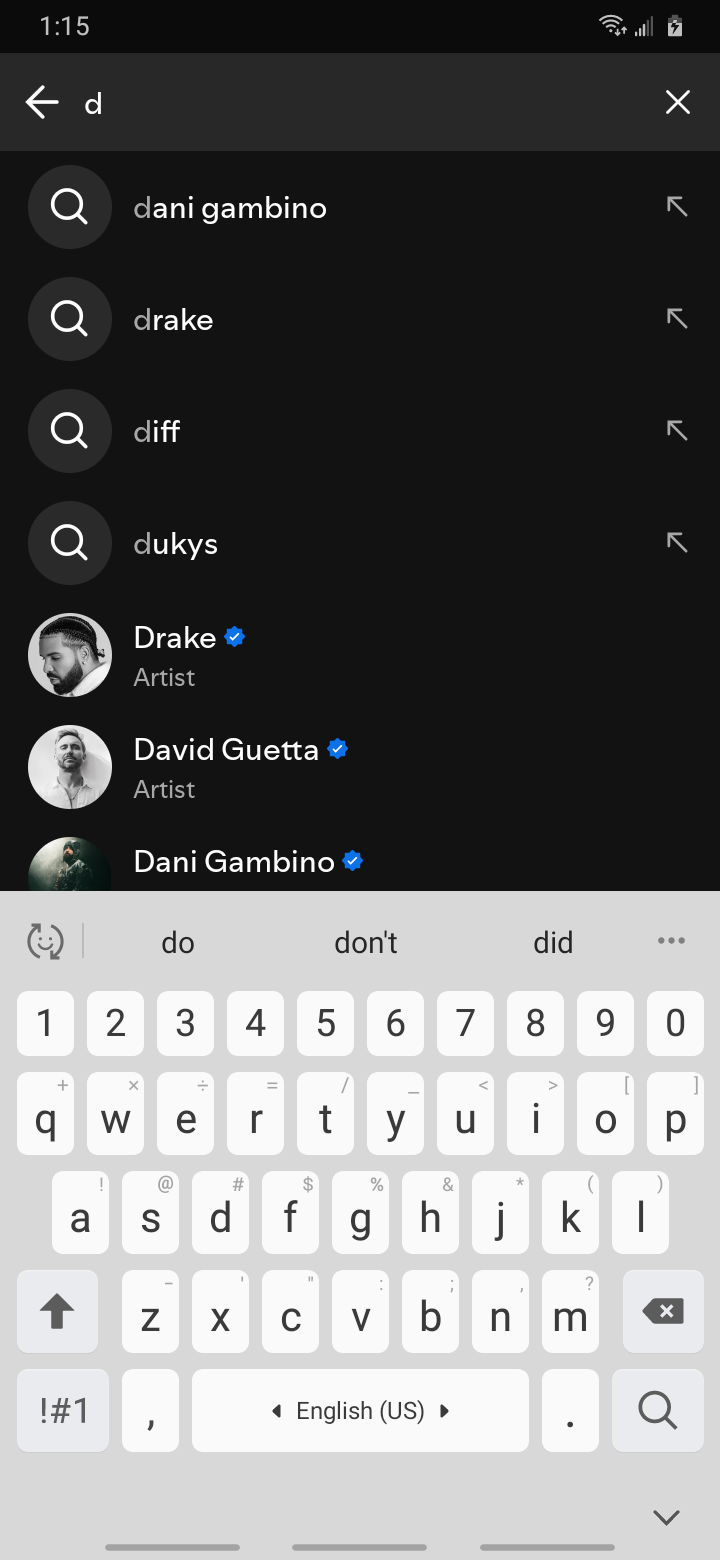 1:15
d
dani gambino
drake
diff
dukys
Drake
Artist
David Guetta
Artist
Dani Gambino
do don't did
1 2 3 4 5 6 7 8 9 0
+ × ÷ = / _ < > [ ]
q w e r t y u i o p
! @ # $ % & * ( )
a s d f g h j k l
- ' " : ; , ?
z x c v b n m
!#1 , English (US) .